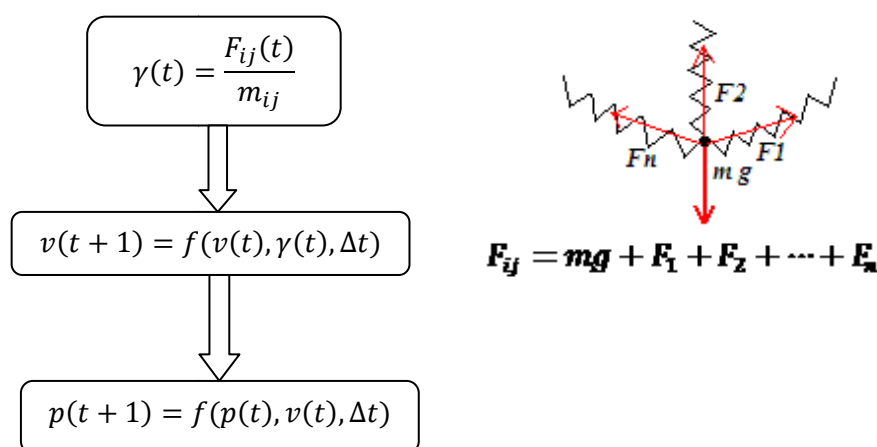 γ(t) = F_ij(t) / m_ij
v(t + 1) = f(v(t), γ(t), Δt)
p(t + 1) = f(p(t), v(t), Δt)
F2
Fn
F1
m g
F_ij = mg + F_1 + F_2 + ··· + F_n